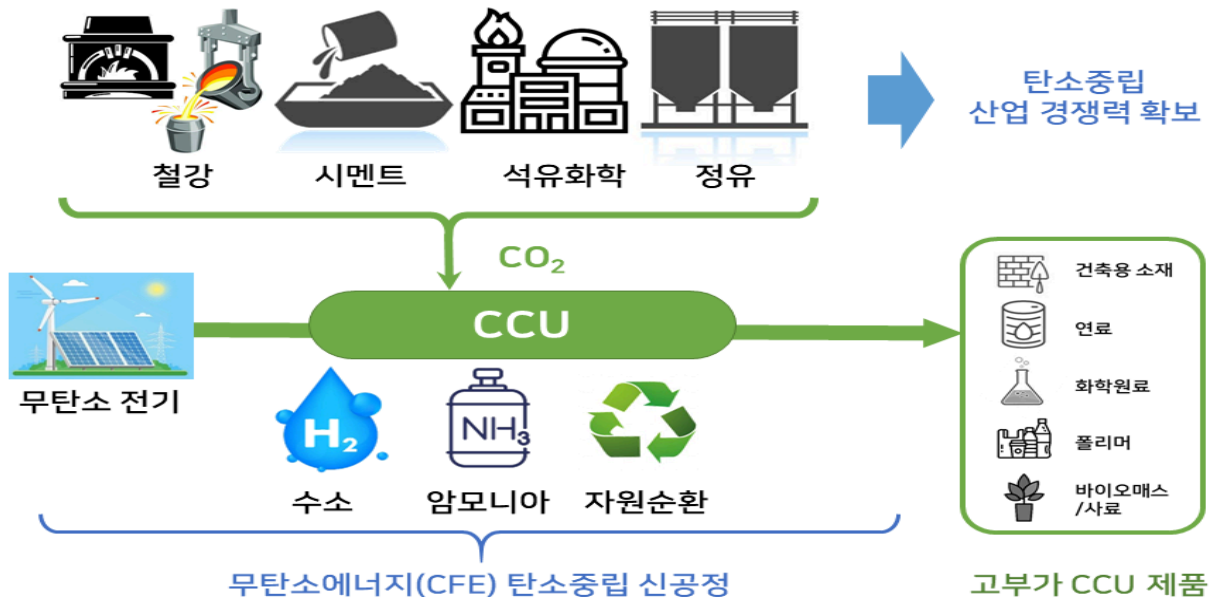 탄소중립
산업 경쟁력 확보
철강
시멘트
석유화학
정유
CO₂
CCU
무탄소 전기
H₂
NH₃
수소
암모니아
자원순환
무탄소에너지(CFE) 탄소중립 신공정
건축용 소재
연료
화학원료
폴리머
바이오매스
/사료
고부가 CCU 제품